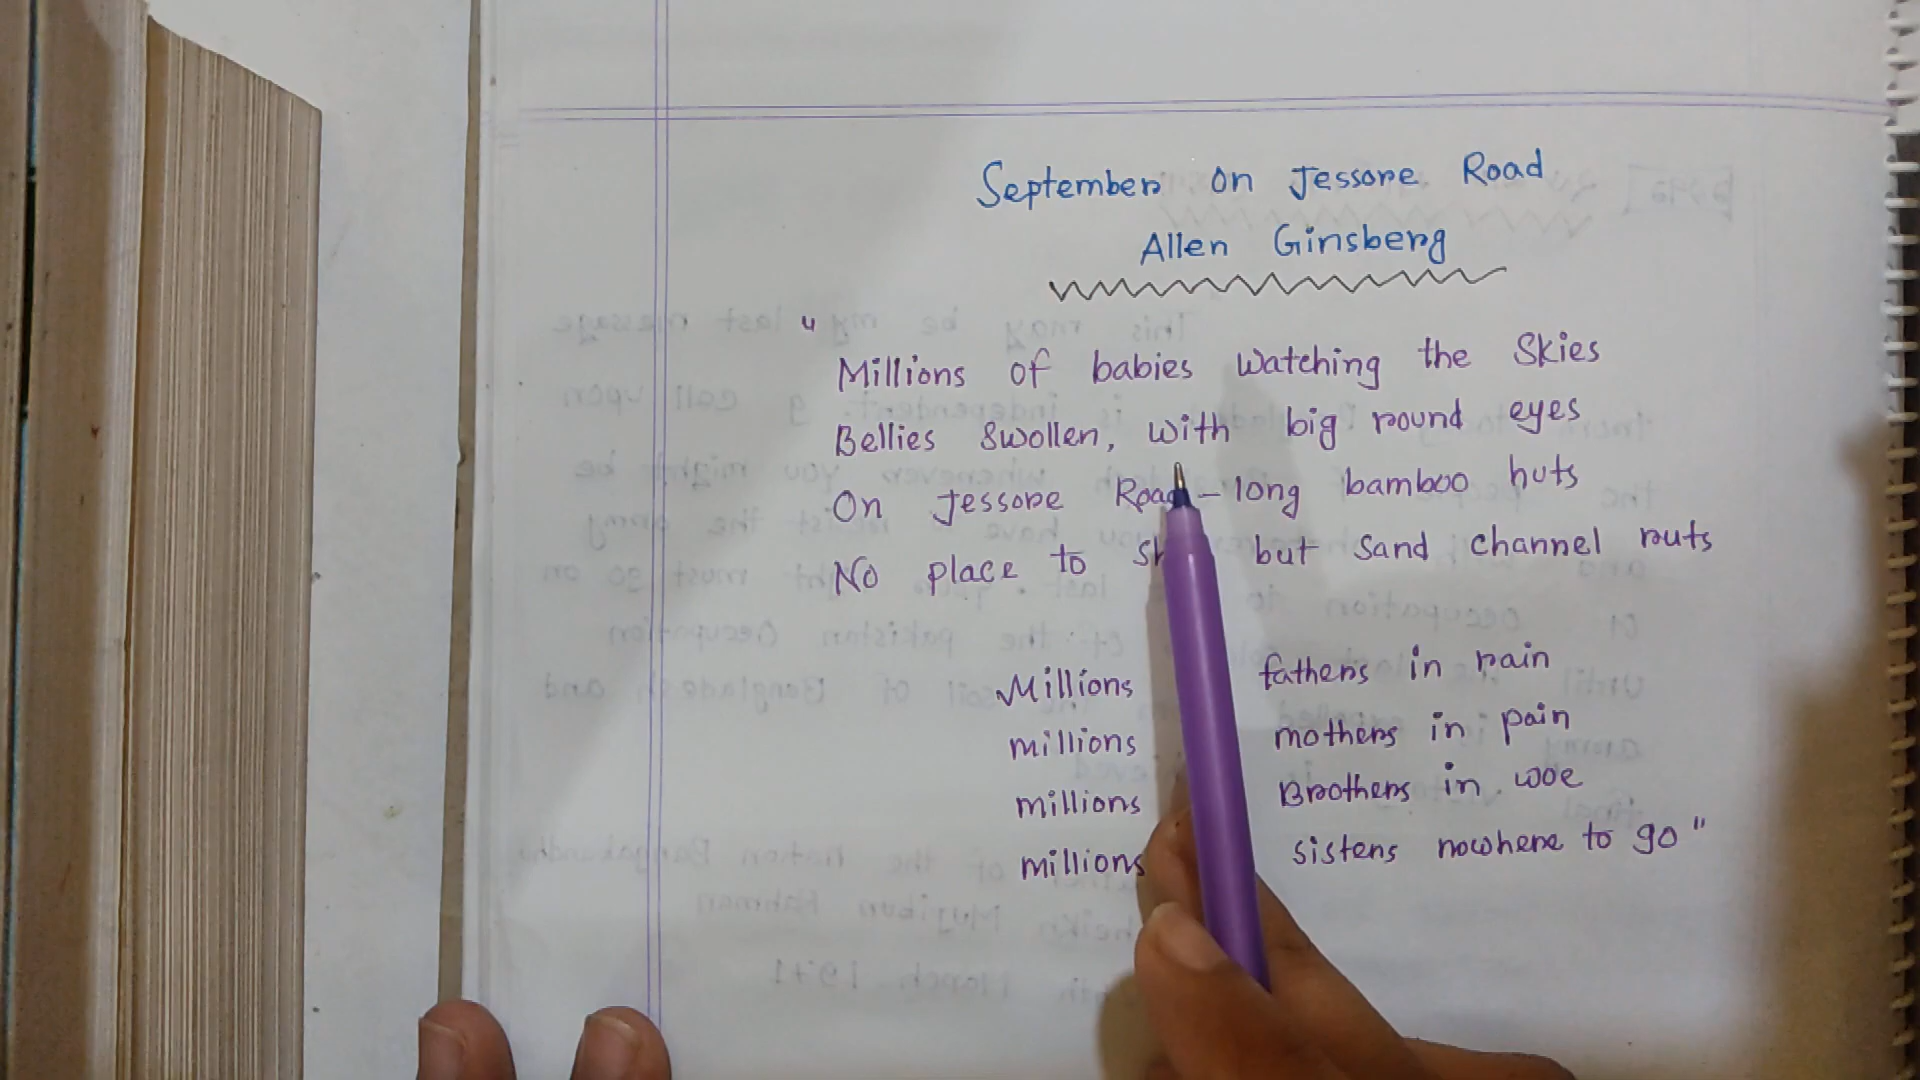 September on Jessore Road
Allen Ginsberg
"
Millions of babies watching the Skies
Bellies Swollen, with big round eyes
On Jessore Road - long bamboo huts
No place to but Sand channel ruts
Millions fathers in rain
millions mothers in pain
millions Brothers in woe
millions sisters nowhere to go"